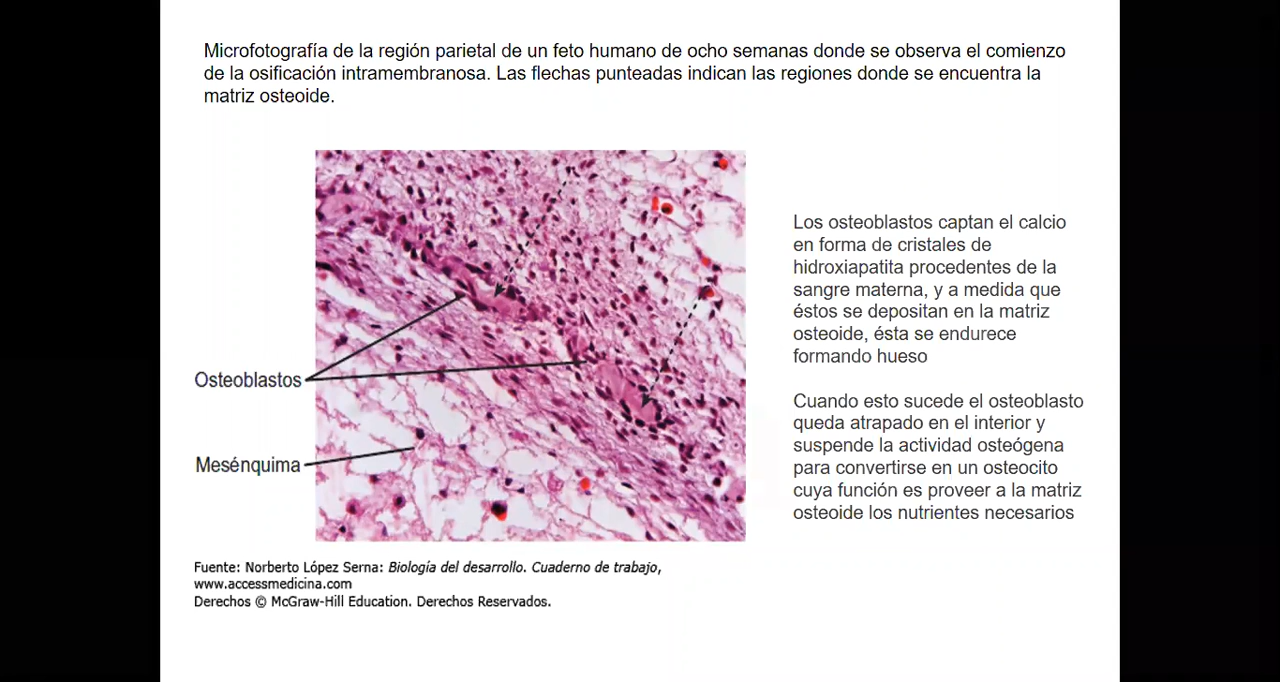 Microfotografía de la región parietal de un feto humano de ocho semanas donde se observa el comienzo
de la osificación intramembranosa. Las flechas punteadas indican las regiones donde se encuentra la
matriz osteoide.
Los osteoblastos captan el calcio
en forma de cristales de
hidroxiapatita procedentes de la
sangre materna, y a medida que
éstos se depositan en la matriz
osteoide, ésta se endurece
formando hueso
Cuando esto sucede el osteoblasto
queda atrapado en el interior y
suspende la actividad osteógena
para convertirse en un osteocito
cuya función es proveer a la matriz
osteoide los nutrientes necesarios
Osteoblastos
Mesénquima
Fuente: Norberto López Serna: Biología del desarrollo. Cuaderno de trabajo,
www.accessmedicina.com
Derechos © McGraw-Hill Education. Derechos Reservados.